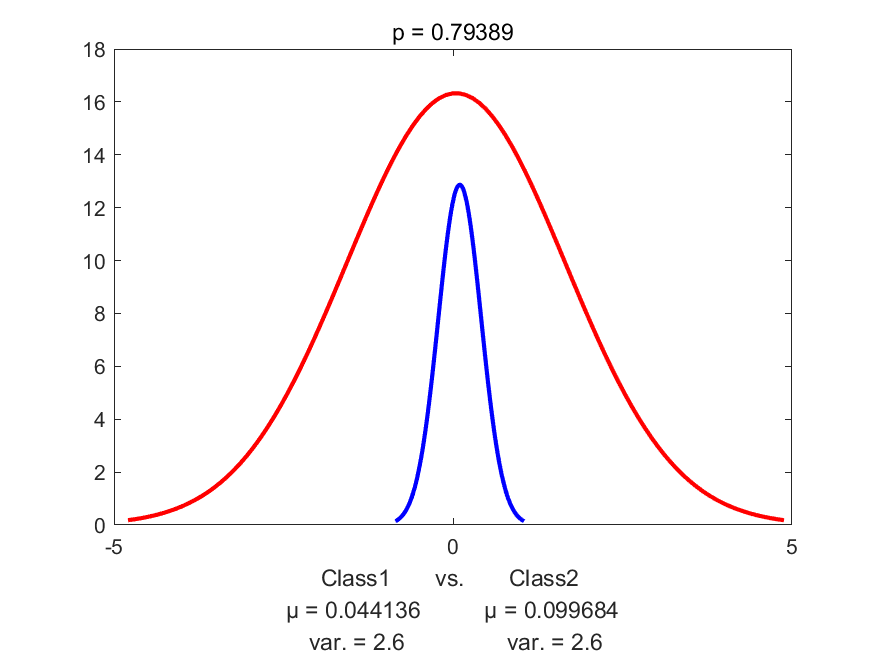 p = 0.79389
18
16
14
12
10
8
6
4
2
0
-5 0 5
Class1 vs. Class2
μ = 0.044136 μ = 0.099684
var. = 2.6 var. = 2.6